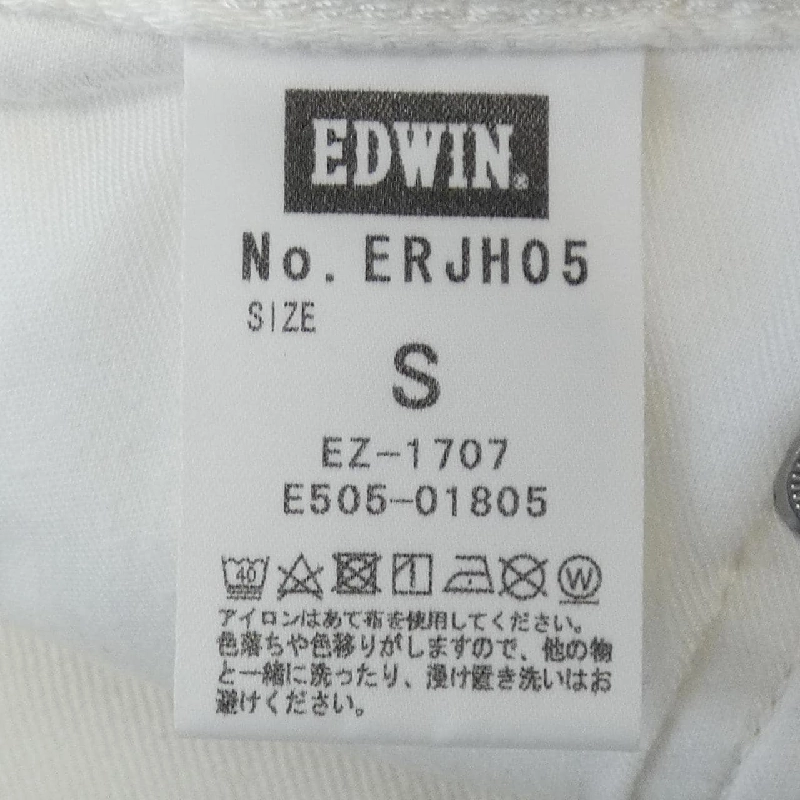 EDWIN®
No. ERJH05
SIZE
S
EZ-1707
E505-01805
40
W
アイロンはあて布を使用してください。
色落ちや色移りがしますので、他の物
と一緒に洗ったり、浸け置き洗いはお
避けください。